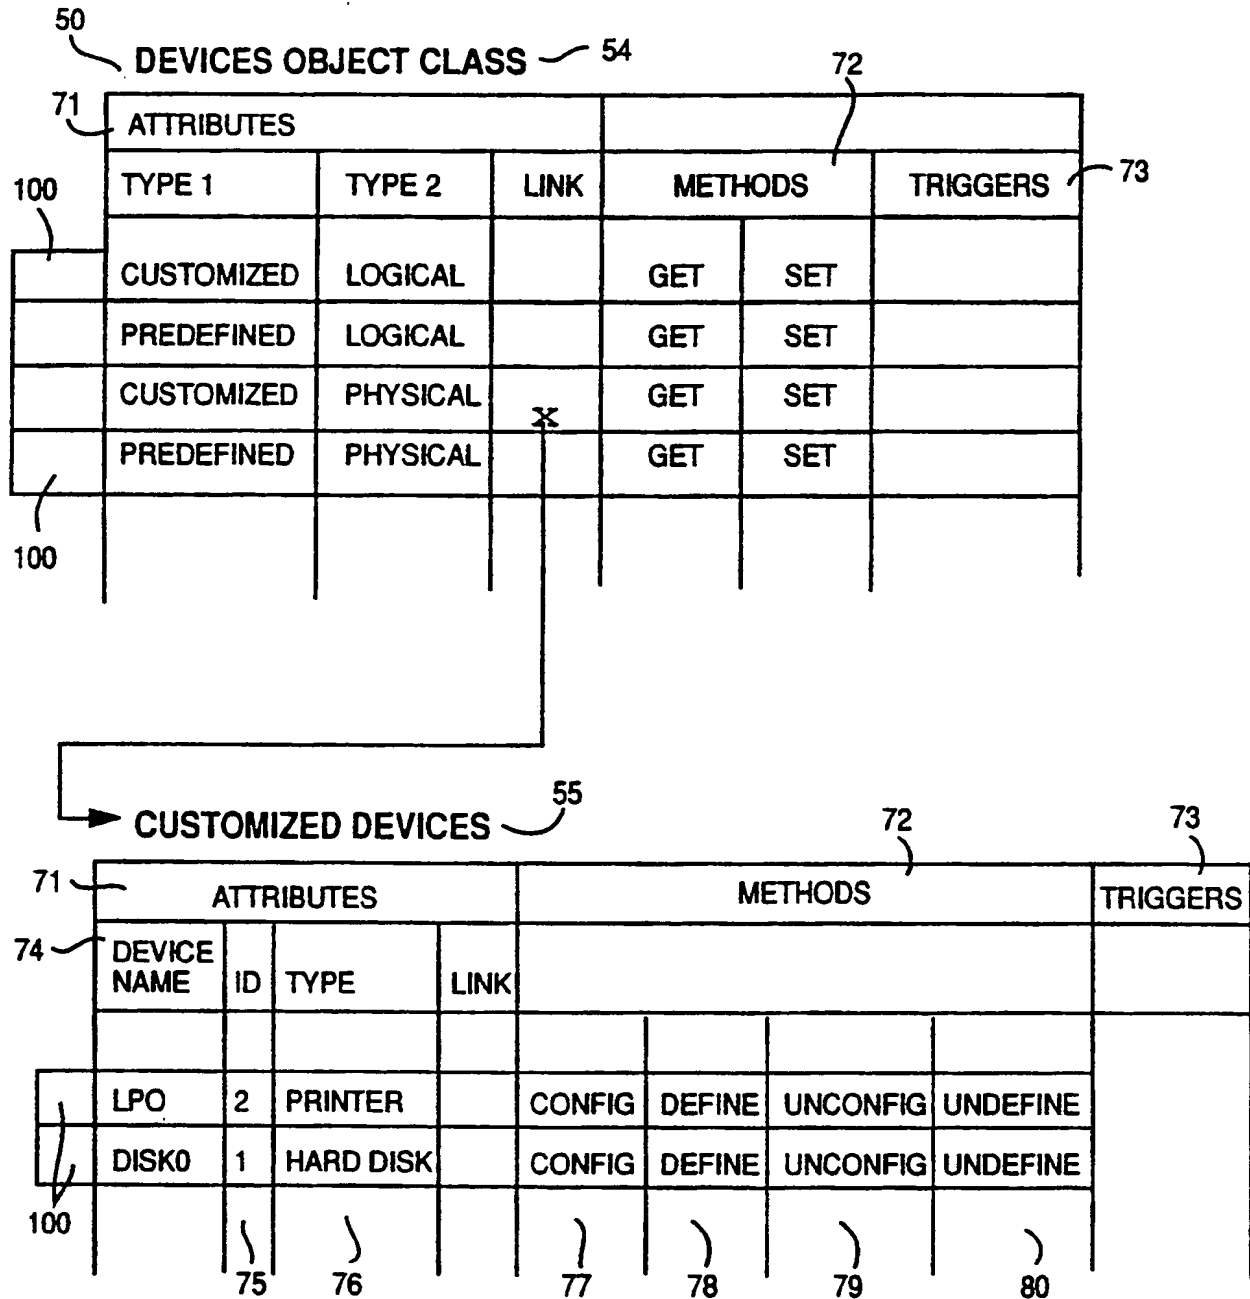 50
DEVICES OBJECT CLASS 54
72
71 ATTRIBUTES
100 TYPE 1 TYPE 2 LINK METHODS TRIGGERS 73
CUSTOMIZED LOGICAL GET SET
PREDEFINED LOGICAL GET SET
CUSTOMIZED PHYSICAL GET SET
X
PREDEFINED PHYSICAL GET SET
100
55
CUSTOMIZED DEVICES 72 73
71 ATTRIBUTES METHODS TRIGGERS
74 DEVICE
NAME ID TYPE LINK
LPO 2 PRINTER CONFIG DEFINE UNCONFIG UNDEFINE
DISK0 1 HARD DISK CONFIG DEFINE UNCONFIG UNDEFINE
100
75 76 77 78 79 80